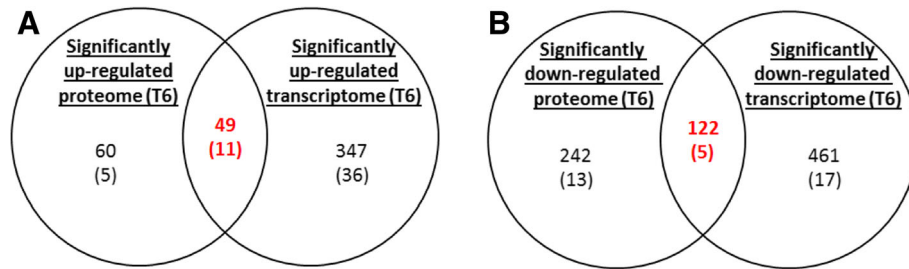 A
Significantly
up-regulated
proteome (T6)
60
(5)
49
(11)
Significantly
up-regulated
transcriptome (T6)
347
(36)
B
Significantly
down-regulated
proteome (T6)
242
(13)
122
(5)
Significantly
down-regulated
transcriptome (T6)
461
(17)